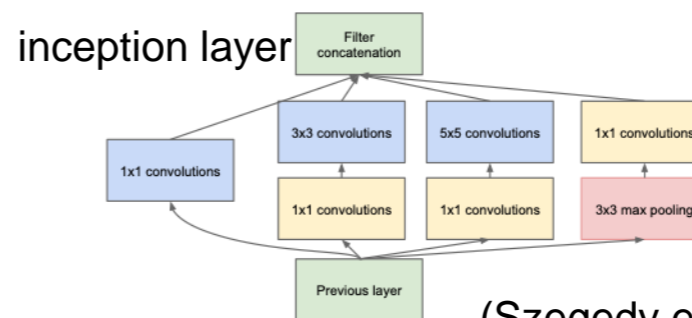 inception layer
Filter
concatenation
3x3 convolutions
5x5 convolutions
1x1 convolutions
1x1 convolutions
1x1 convolutions
1x1 convolutions
3x3 max pooling
Previous layer
(Szegedy